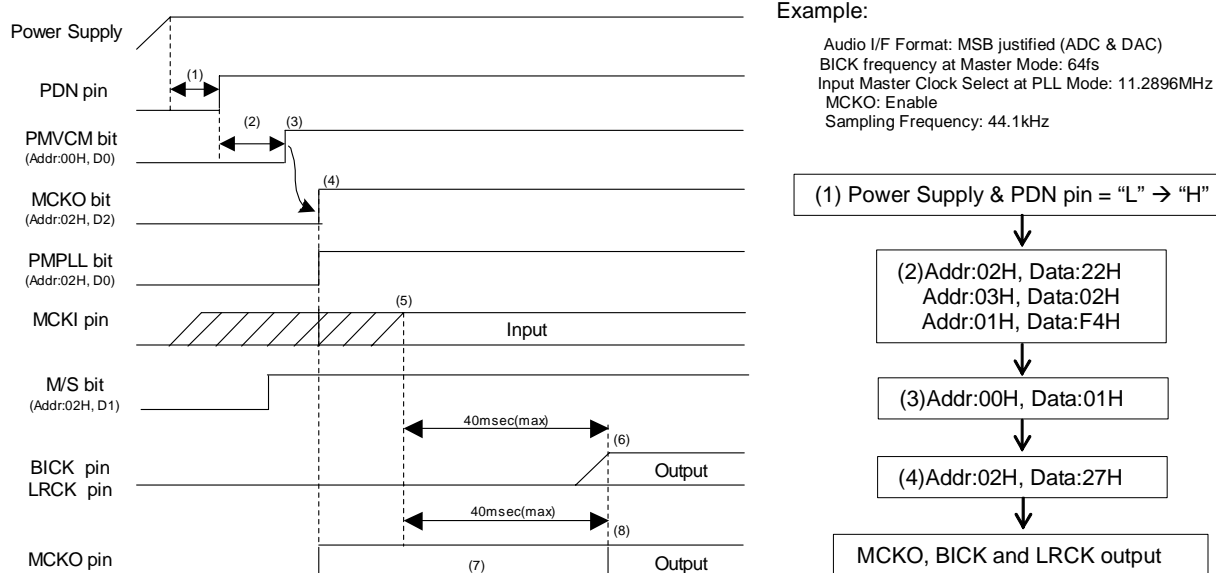 Power Supply
(1)
PDN pin
(2)
(3)
PMVCM bit
(Addr:00H, D0)
(4)
MCKO bit
(Addr:02H, D2)
PMPLL bit
(Addr:02H, D0)
(5)
MCKI pin
Input
M/S bit
(Addr:02H, D1)
40msec(max)
(6)
BICK pin
LRCK pin
Output
40msec(max)
(8)
MCKO pin
(7)
Output
Example:
Audio I/F Format: MSB justified (ADC & DAC)
BICK frequency at Master Mode: 64fs
Input Master Clock Select at PLL Mode: 11.2896MHz
MCKO: Enable
Sampling Frequency: 44.1kHz
(1) Power Supply & PDN pin = “L” → “H”
(2)Addr:02H, Data:22H
Addr:03H, Data:02H
Addr:01H, Data:F4H
(3)Addr:00H, Data:01H
(4)Addr:02H, Data:27H
MCKO, BICK and LRCK output